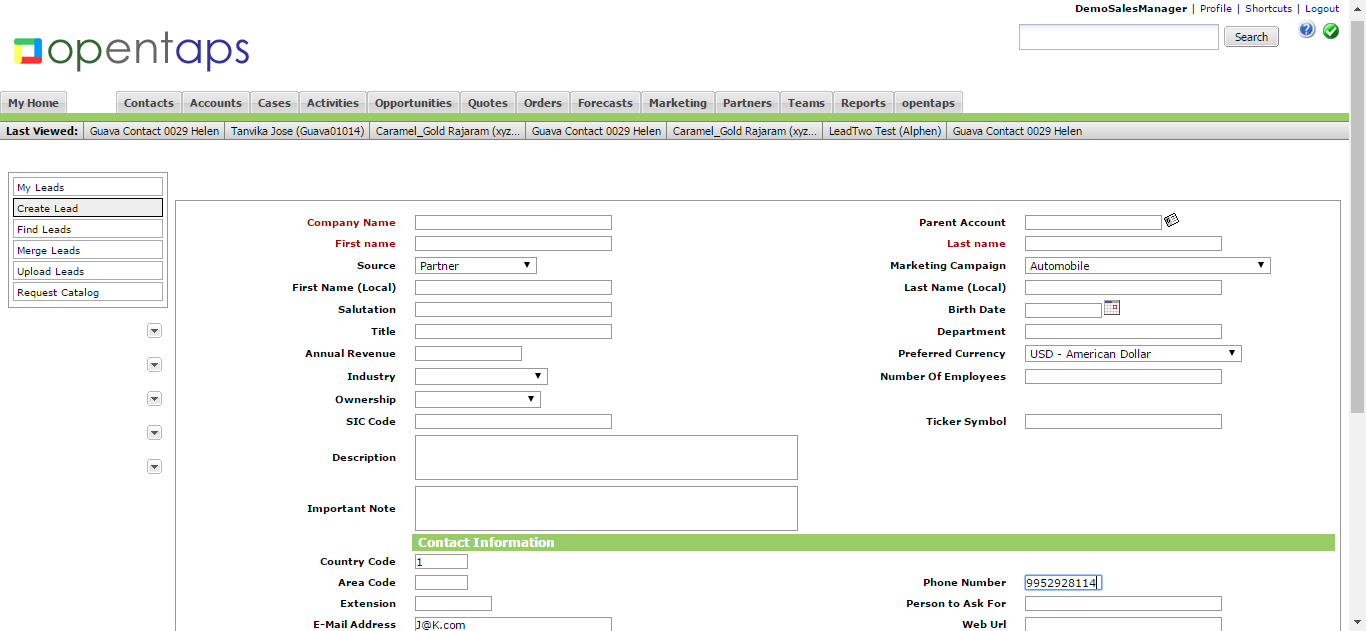 DemoSalesManager | Profile | Shortcuts | Logout
opentaps
Search
?
My Home Contacts Accounts Cases Activities Opportunities Quotes Orders Forecasts Marketing Partners Teams Reports opentaps
Last Viewed: Guava Contact 0029 Helen Tanvika Jose (Guava01014) Caramel_Gold Rajaram (xyz... Guava Contact 0029 Helen Caramel_Gold Rajaram (xyz... LeadTwo Test (Alphen) Guava Contact 0029 Helen
My Leads
Create Lead
Find Leads
Merge Leads
Upload Leads
Request Catalog
Company Name Parent Account
First name Last name
Source Partner Marketing Campaign Automobile
First Name (Local) Last Name (Local)
Salutation Birth Date
Title Department
Annual Revenue Preferred Currency USD - American Dollar
Industry Number Of Employees
Ownership
SIC Code Ticker Symbol
Description
Important Note
Contact Information
Country Code 1
Area Code Phone Number 9952928114
Extension Person to Ask For
E-Mail Address J@K.com Web Url